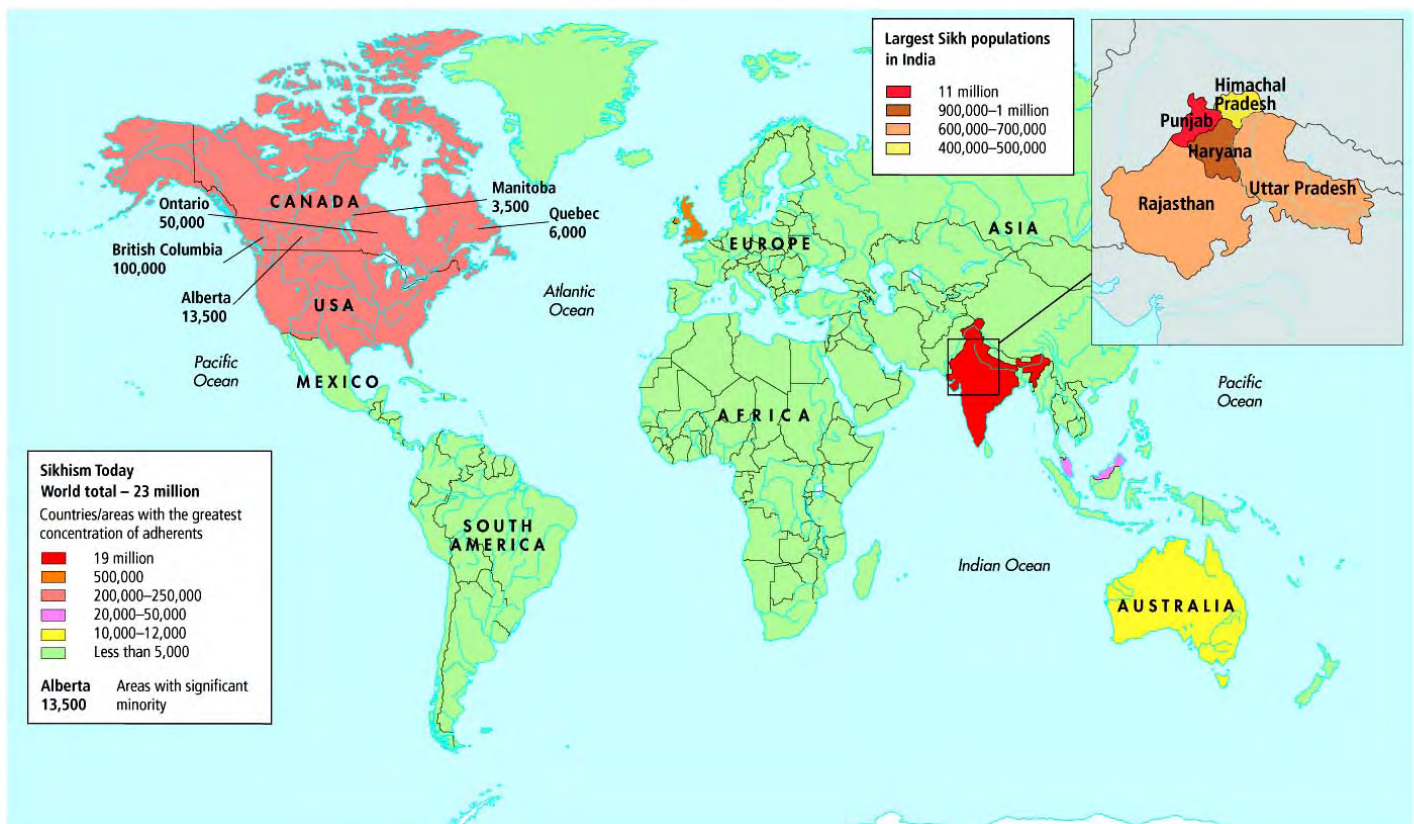 Largest Sikh populations
in India
11 million
900,000–1 million
600,000–700,000
400,000–500,000
Himachal
Pradesh
Punjab
Haryana
Uttar Pradesh
Rajasthan
CANADA
Manitoba
3,500
Ontario
50,000
Quebec
6,000
British Columbia
100,000
Alberta
13,500
USA
EUROPE
ASIA
Atlantic
Ocean
Pacific
Ocean
MEXICO
AFRICA
Pacific
Ocean
Sikhism Today
World total – 23 million
Countries/areas with the greatest
concentration of adherents
19 million
500,000
200,000–250,000
20,000–50,000
10,000–12,000
Less than 5,000
Alberta Areas with significant
13,500 minority
SOUTH
AMERICA
Indian Ocean
AUSTRALIA